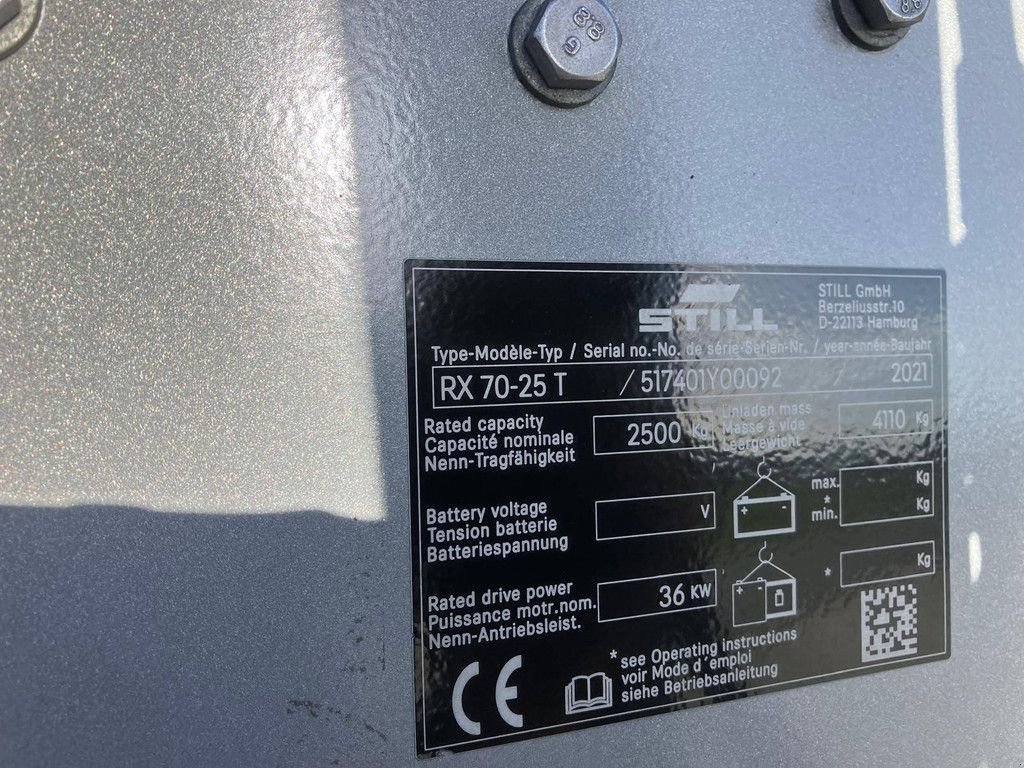 8.8
STILL
STILL GmbH
Berzeliusstr.10
D-22113 Hamburg
Type-Modèle-Typ / Serial no.-No. de série-Serien-Nr. / year-année-Baujahr
RX 70-25 T / 517401Y00092 / 2021
Rated capacity
Capacité nominale
Nenn-Tragfähigkeit
2500 Kg
Unladen mass
Masse à vide
Leergewicht
4110 Kg
Battery voltage
Tension batterie
Batteriespannung
V
max.
*
min.
Kg
Kg
Rated drive power
Puissance motr.nom.
Nenn-Antriebsleist.
36 KW
*
Kg
CE
* see Operating instructions
voir Mode d'emploi
siehe Betriebsanleitung